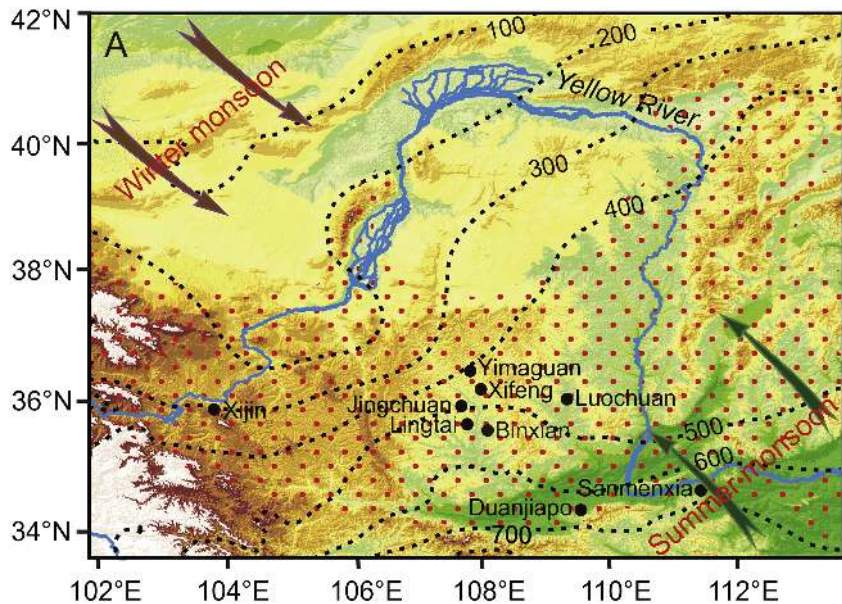 42°N
A
100
200
Winter monsoon
Yellow River
40°N
300
400
38°N
Yimaguan
Xifeng
36°N
Xijin
Jingchuan
Luochuan
Lingtai
Binxian
500
600
Sanmenxia
Summer monsoon
Duanjiapo
34°N
700
102°E
104°E
106°E
108°E
110°E
112°E